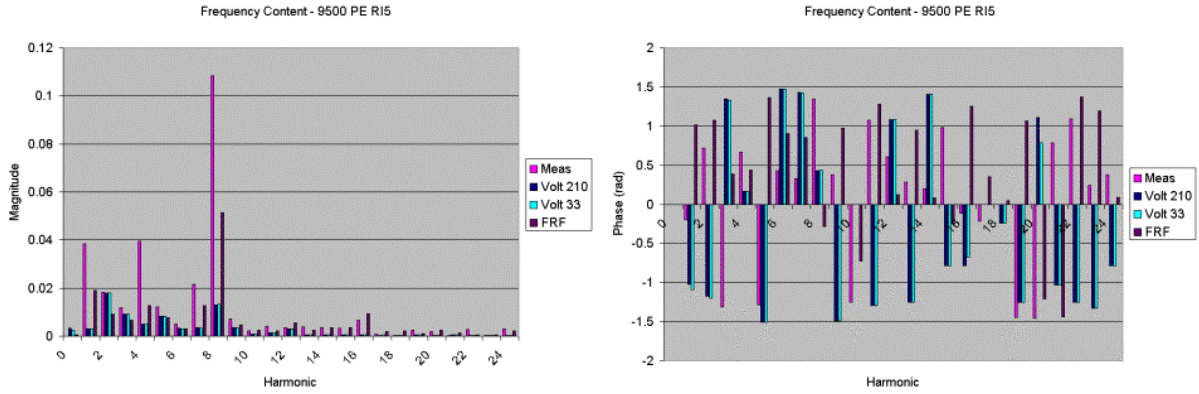 Frequency Content - 9500 PE RI5
0.12
0.1
0.08
0.06
0.04
0.02
0
Magnitude
0 2 4 6 8 10 12 14 16 18 20 22 24
Harmonic
Meas
Volt 210
Volt 33
FRF
Frequency Content - 9500 PE RI5
2
1.5
1
0.5
0
-0.5
-1
-1.5
-2
Phase (rad)
0 2 4 6 8 10 12 14 16 18 20 22 24
Harmonic
Meas
Volt 210
Volt 33
FRF